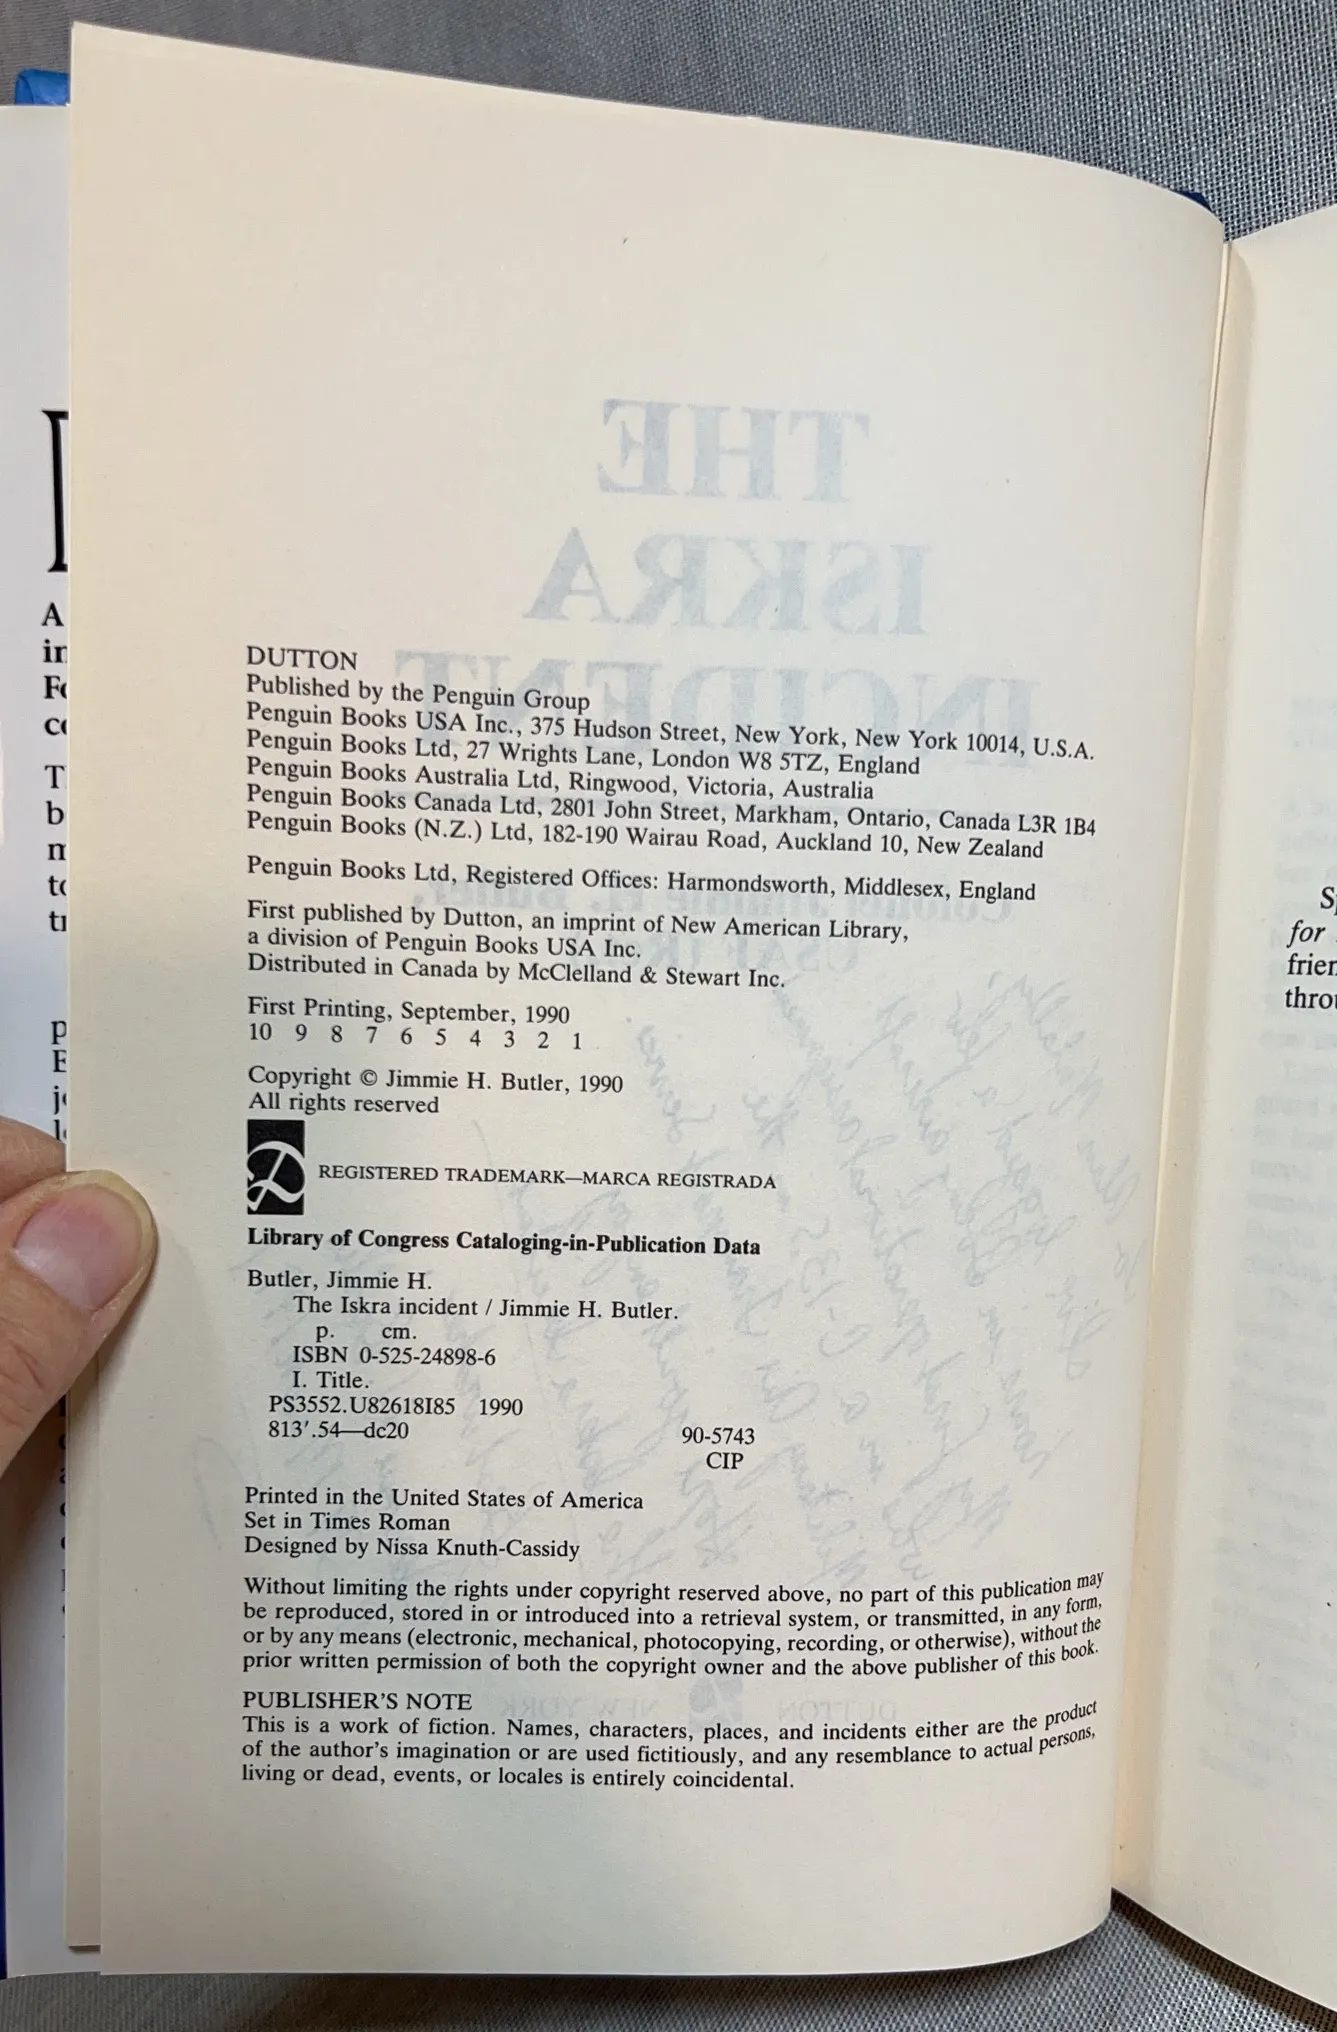 DUTTON
Published by the Penguin Group
Penguin Books USA Inc., 375 Hudson Street, New York, New York 10014, U.S.A.
Penguin Books Ltd, 27 Wrights Lane, London W8 5TZ, England
Penguin Books Australia Ltd, Ringwood, Victoria, Australia
Penguin Books Canada Ltd, 2801 John Street, Markham, Ontario, Canada L3R 1B4
Penguin Books (N.Z.) Ltd, 182-190 Wairau Road, Auckland 10, New Zealand
Penguin Books Ltd, Registered Offices: Harmondsworth, Middlesex, England
First published by Dutton, an imprint of New American Library,
a division of Penguin Books USA Inc.
Distributed in Canada by McClelland & Stewart Inc.
First Printing, September, 1990
10 9 8 7 6 5 4 3 2 1
Copyright © Jimmie H. Butler, 1990
All rights reserved
REGISTERED TRADEMARK—MARCA REGISTRADA
Library of Congress Cataloging-in-Publication Data
Butler, Jimmie H.
The Iskra incident / Jimmie H. Butler.
p. cm.
ISBN 0-525-24898-6
I. Title.
PS3552.U82618I85 1990
813'.54—dc20
90-5743
CIP
Printed in the United States of America
Set in Times Roman
Designed by Nissa Knuth-Cassidy
Without limiting the rights under copyright reserved above, no part of this publication may
be reproduced, stored in or introduced into a retrieval system, or transmitted, in any form,
or by any means (electronic, mechanical, photocopying, recording, or otherwise), without the
prior written permission of both the copyright owner and the above publisher of this book.
PUBLISHER'S NOTE
This is a work of fiction. Names, characters, places, and incidents either are the product
of the author's imagination or are used fictitiously, and any resemblance to actual persons,
living or dead, events, or locales is entirely coincidental.
THE
ISKRA
INCIDENT
for